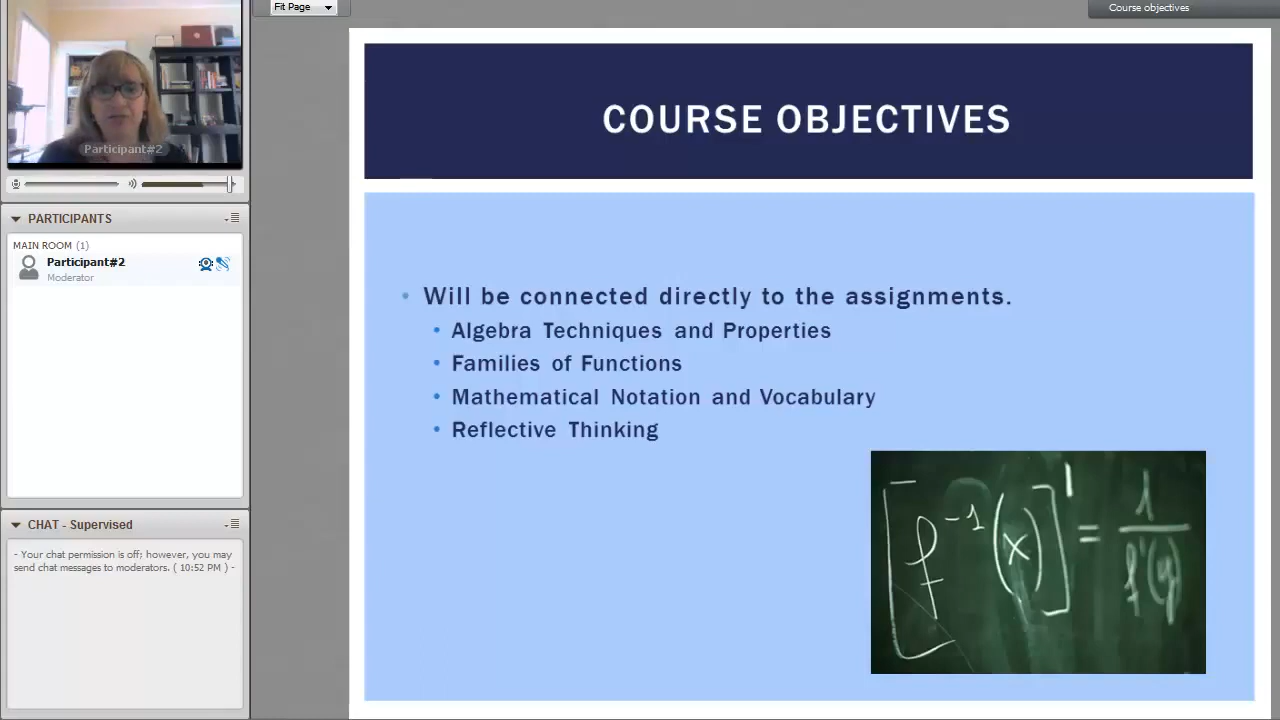 Fit Page
Course objectives
Participant#2
PARTICIPANTS
MAIN ROOM (1)
Participant#2
Moderator
CHAT - Supervised
- Your chat permission is off; however, you may
send chat messages to moderators. ( 10:52 PM ) -
COURSE OBJECTIVES
• Will be connected directly to the assignments.
• Algebra Techniques and Properties
• Families of Functions
• Mathematical Notation and Vocabulary
• Reflective Thinking
[f⁻¹(x)]' = 1/f'(y)